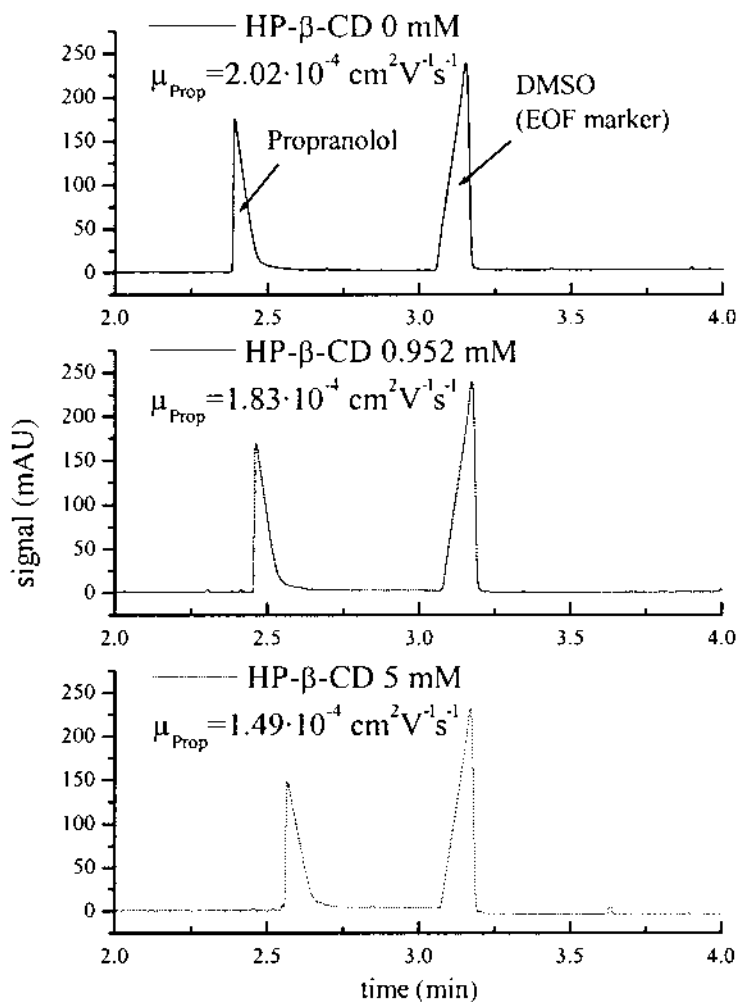 HP-β-CD 0 mM
μ_Prop=2.02·10⁻⁴ cm²V⁻¹s⁻¹
DMSO
(EOF marker)
Propranolol
250
200
150
100
50
0
2.0 2.5 3.0 3.5 4.0
HP-β-CD 0.952 mM
μ_Prop=1.83·10⁻⁴ cm²V⁻¹s⁻¹
250
200
150
100
50
0
2.0 2.5 3.0 3.5 4.0
signal (mAU)
HP-β-CD 5 mM
μ_Prop=1.49·10⁻⁴ cm²V⁻¹s⁻¹
250
200
150
100
50
0
2.0 2.5 3.0 3.5 4.0
time (min)